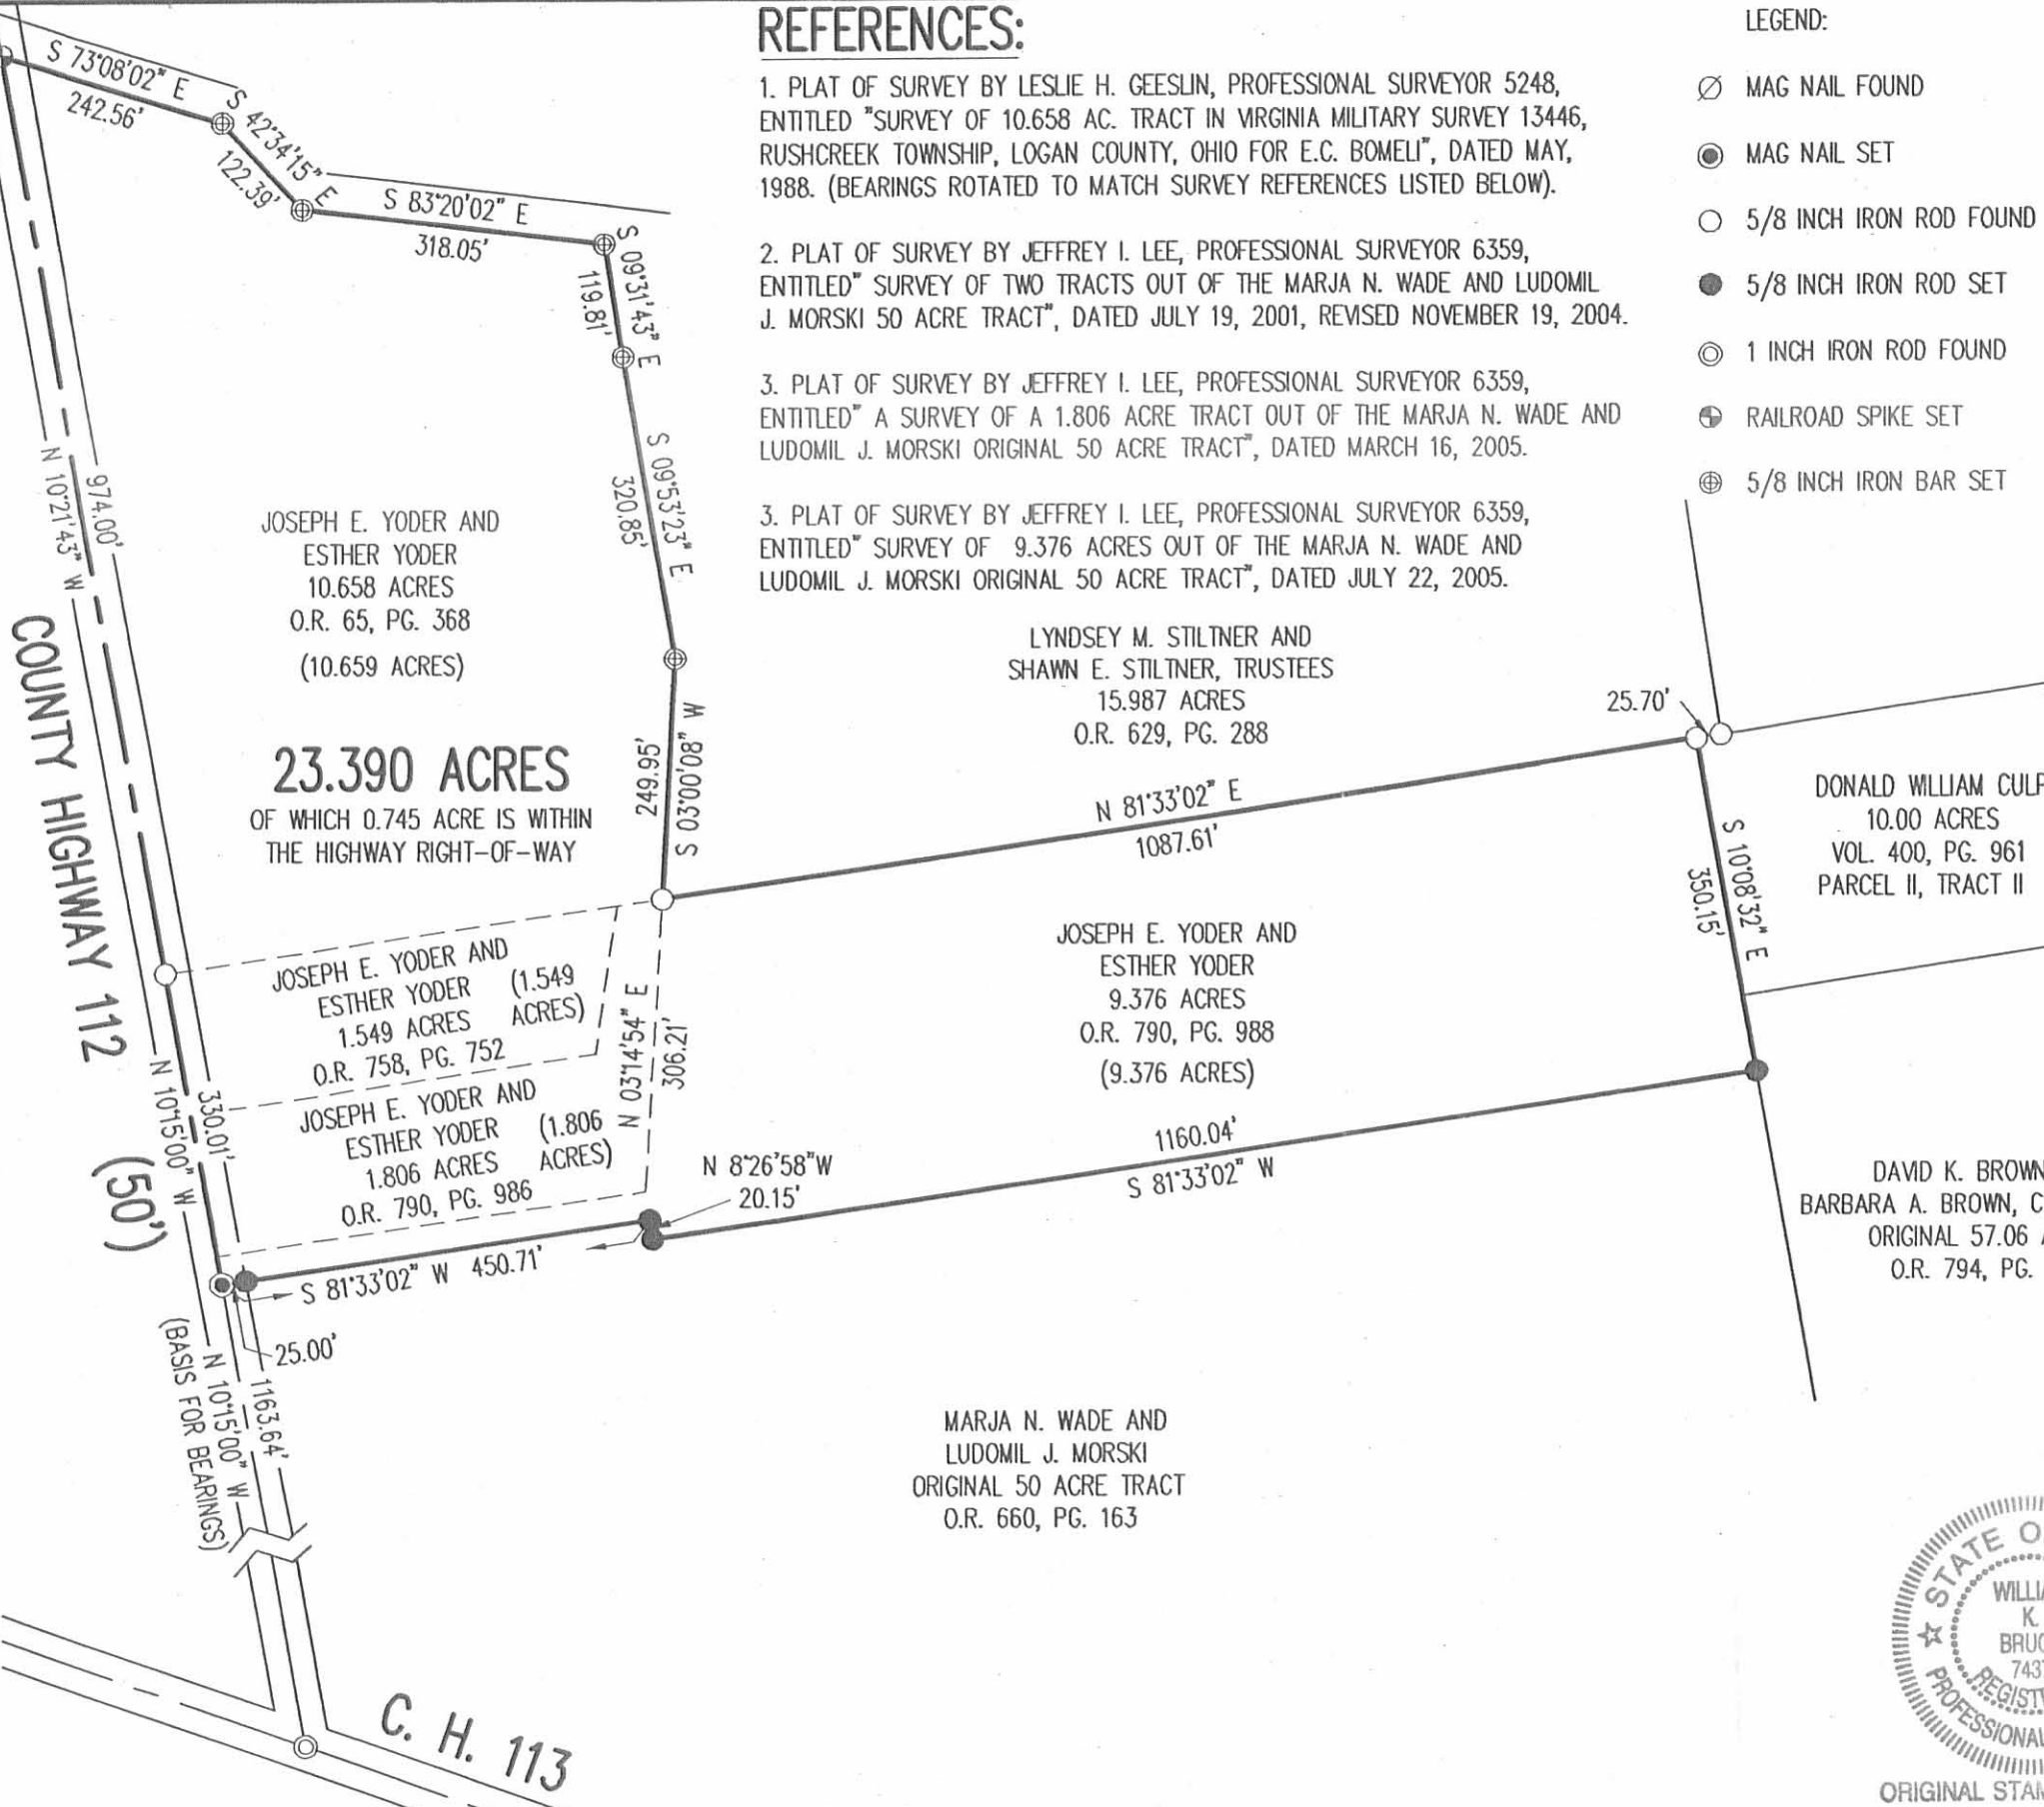 REFERENCES:
1. PLAT OF SURVEY BY LESLIE H. GEESLIN, PROFESSIONAL SURVEYOR 5248,
ENTITLED "SURVEY OF 10.658 AC. TRACT IN VIRGINIA MILITARY SURVEY 13446,
RUSHCREEK TOWNSHIP, LOGAN COUNTY, OHIO FOR E.C. BOMELI", DATED MAY,
1988. (BEARINGS ROTATED TO MATCH SURVEY REFERENCES LISTED BELOW).
2. PLAT OF SURVEY BY JEFFREY I. LEE, PROFESSIONAL SURVEYOR 6359,
ENTITLED" SURVEY OF TWO TRACTS OUT OF THE MARJA N. WADE AND LUDOMIL
J. MORSKI 50 ACRE TRACT", DATED JULY 19, 2001, REVISED NOVEMBER 19, 2004.
3. PLAT OF SURVEY BY JEFFREY I. LEE, PROFESSIONAL SURVEYOR 6359,
ENTITLED" A SURVEY OF A 1.806 ACRE TRACT OUT OF THE MARJA N. WADE AND
LUDOMIL J. MORSKI ORIGINAL 50 ACRE TRACT", DATED MARCH 16, 2005.
3. PLAT OF SURVEY BY JEFFREY I. LEE, PROFESSIONAL SURVEYOR 6359,
ENTITLED" SURVEY OF 9.376 ACRES OUT OF THE MARJA N. WADE AND
LUDOMIL J. MORSKI ORIGINAL 50 ACRE TRACT", DATED JULY 22, 2005.
LEGEND:
MAG NAIL FOUND
MAG NAIL SET
5/8 INCH IRON ROD FOUND
5/8 INCH IRON ROD SET
1 INCH IRON ROD FOUND
RAILROAD SPIKE SET
5/8 INCH IRON BAR SET
S 73°08'02" E
242.56'
S 42°34'15" E
122.39'
S 83°20'02" E
318.05'
S 09°31'43" E
119.81'
S 09°53'23" E
320.85'
S 03°00'08" W
249.95'
974.00'
N 10°21'43" W
COUNTY HIGHWAY 112
(50')
JOSEPH E. YODER AND
ESTHER YODER
10.658 ACRES
O.R. 65, PG. 368
(10.659 ACRES)
23.390 ACRES
OF WHICH 0.745 ACRE IS WITHIN
THE HIGHWAY RIGHT-OF-WAY
LYNDSEY M. STILTNER AND
SHAWN E. STILTNER, TRUSTEES
15.987 ACRES
O.R. 629, PG. 288
25.70'
N 81°33'02" E
1087.61'
S 10°08'32" E
350.15'
DONALD WILLIAM CULP
10.00 ACRES
VOL. 400, PG. 961
PARCEL II, TRACT II
JOSEPH E. YODER AND
ESTHER YODER
1.549 ACRES
O.R. 758, PG. 752
(1.549
ACRES)
JOSEPH E. YODER AND
ESTHER YODER
1.806 ACRES
O.R. 790, PG. 986
(1.806
ACRES)
N 03°14'54" E
306.21'
JOSEPH E. YODER AND
ESTHER YODER
9.376 ACRES
O.R. 790, PG. 988
(9.376 ACRES)
330.01'
N 10°15'00" W
N 8°26'58"W
20.15'
1160.04'
S 81°33'02" W
S 81°33'02" W 450.71'
25.00'
1163.64'
N 10°15'00" W
(BASIS FOR BEARINGS)
DAVID K. BROWN
BARBARA A. BROWN, C
ORIGINAL 57.06
O.R. 794, PG.
MARJA N. WADE AND
LUDOMIL J. MORSKI
ORIGINAL 50 ACRE TRACT
O.R. 660, PG. 163
C. H. 113
STATE O
K.
743
PROFESSIONAL
ORIGINAL